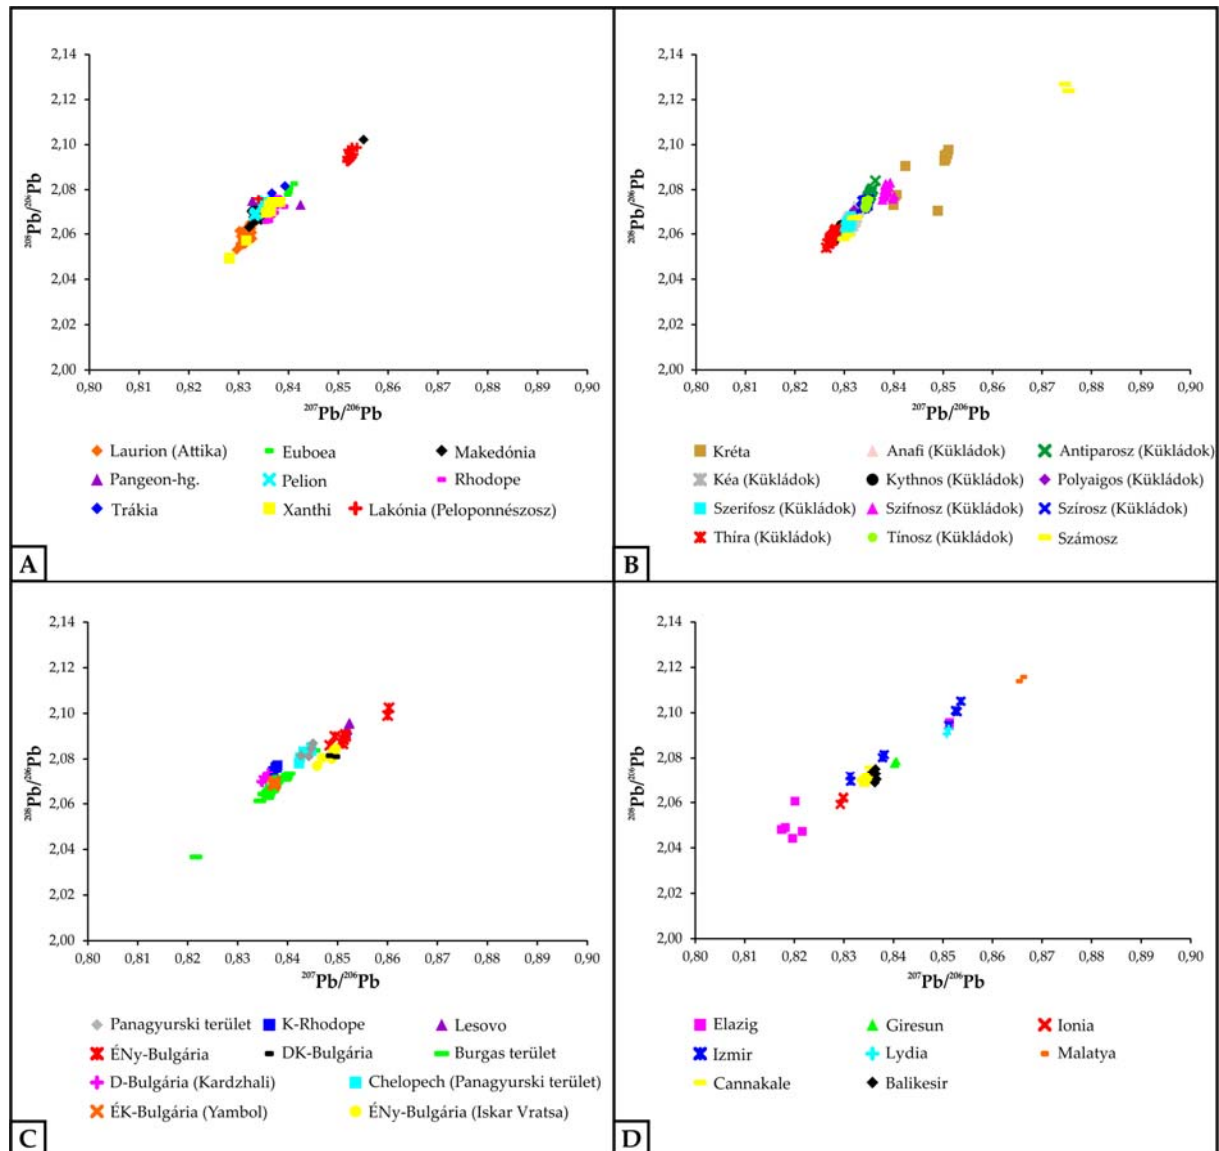 2,14
2,12
2,10
2,08
2,06
2,04
2,02
2,00
²⁰⁸Pb/²⁰⁶Pb
0,80 0,81 0,82 0,83 0,84 0,85 0,86 0,87 0,88 0,89 0,90
²⁰⁷Pb/²⁰⁶Pb
Laurion (Attika) Euboea Makedónia
Pangeon-hg. Pelion Rhodope
Trákia Xanthi Lakónia (Peloponnészosz)
A
2,14
2,12
2,10
2,08
2,06
2,04
2,02
2,00
²⁰⁸Pb/²⁰⁶Pb
0,80 0,81 0,82 0,83 0,84 0,85 0,86 0,87 0,88 0,89 0,90
²⁰⁷Pb/²⁰⁶Pb
Kréta Anafi (Kükládok) Antiparosz (Kükládok)
Kéa (Kükládok) Kythnos (Kükládok) Polyaigos (Kükládok)
Szerifosz (Kükládok) Szifnosz (Kükládok) Szírosz (Kükládok)
Thíra (Kükládok) Tínosz (Kükládok) Számosz
B
2,14
2,12
2,10
2,08
2,06
2,04
2,02
2,00
²⁰⁸Pb/²⁰⁶Pb
0,80 0,81 0,82 0,83 0,84 0,85 0,86 0,87 0,88 0,89 0,90
²⁰⁷Pb/²⁰⁶Pb
Panagyurski terület K-Rhodope Lesovo
ÉNy-Bulgária DK-Bulgária Burgas terület
D-Bulgária (Kardzhali) Chelopech (Panagyurski terület)
ÉK-Bulgária (Yambol) ÉNy-Bulgária (Iskar Vratsa)
C
2,14
2,12
2,10
2,08
2,06
2,04
2,02
2,00
²⁰⁸Pb/²⁰⁶Pb
0,80 0,81 0,82 0,83 0,84 0,85 0,86 0,87 0,88 0,89 0,90
²⁰⁷Pb/²⁰⁶Pb
Elazig Giresun Ionia
Izmir Lydia Malatya
Cannakale Balikesir
D